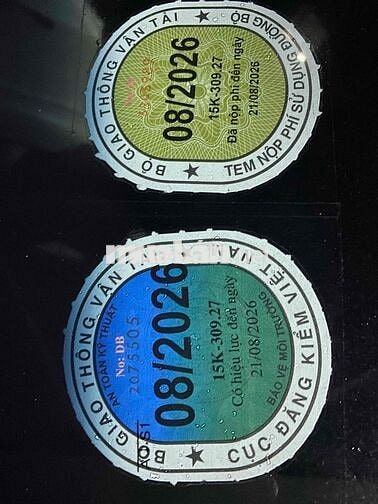 BỘ GIAO THÔNG VẬN TẢI
08/2026
15K-309.27
Đã nộp phí đến ngày
21/08/2026
TEM NỘP PHÍ SỬ DỤNG ĐƯỜNG BỘ
BỘ GIAO THÔNG VẬN TẢI
AN TOÀN KỸ THUẬT
No: DB
2075505
08/2026
15K-309.27
Có hiệu lực đến ngày
21/08/2026
BẢO VỆ MÔI TRƯỜNG
CỤC ĐĂNG KIỂM VIỆT NAM